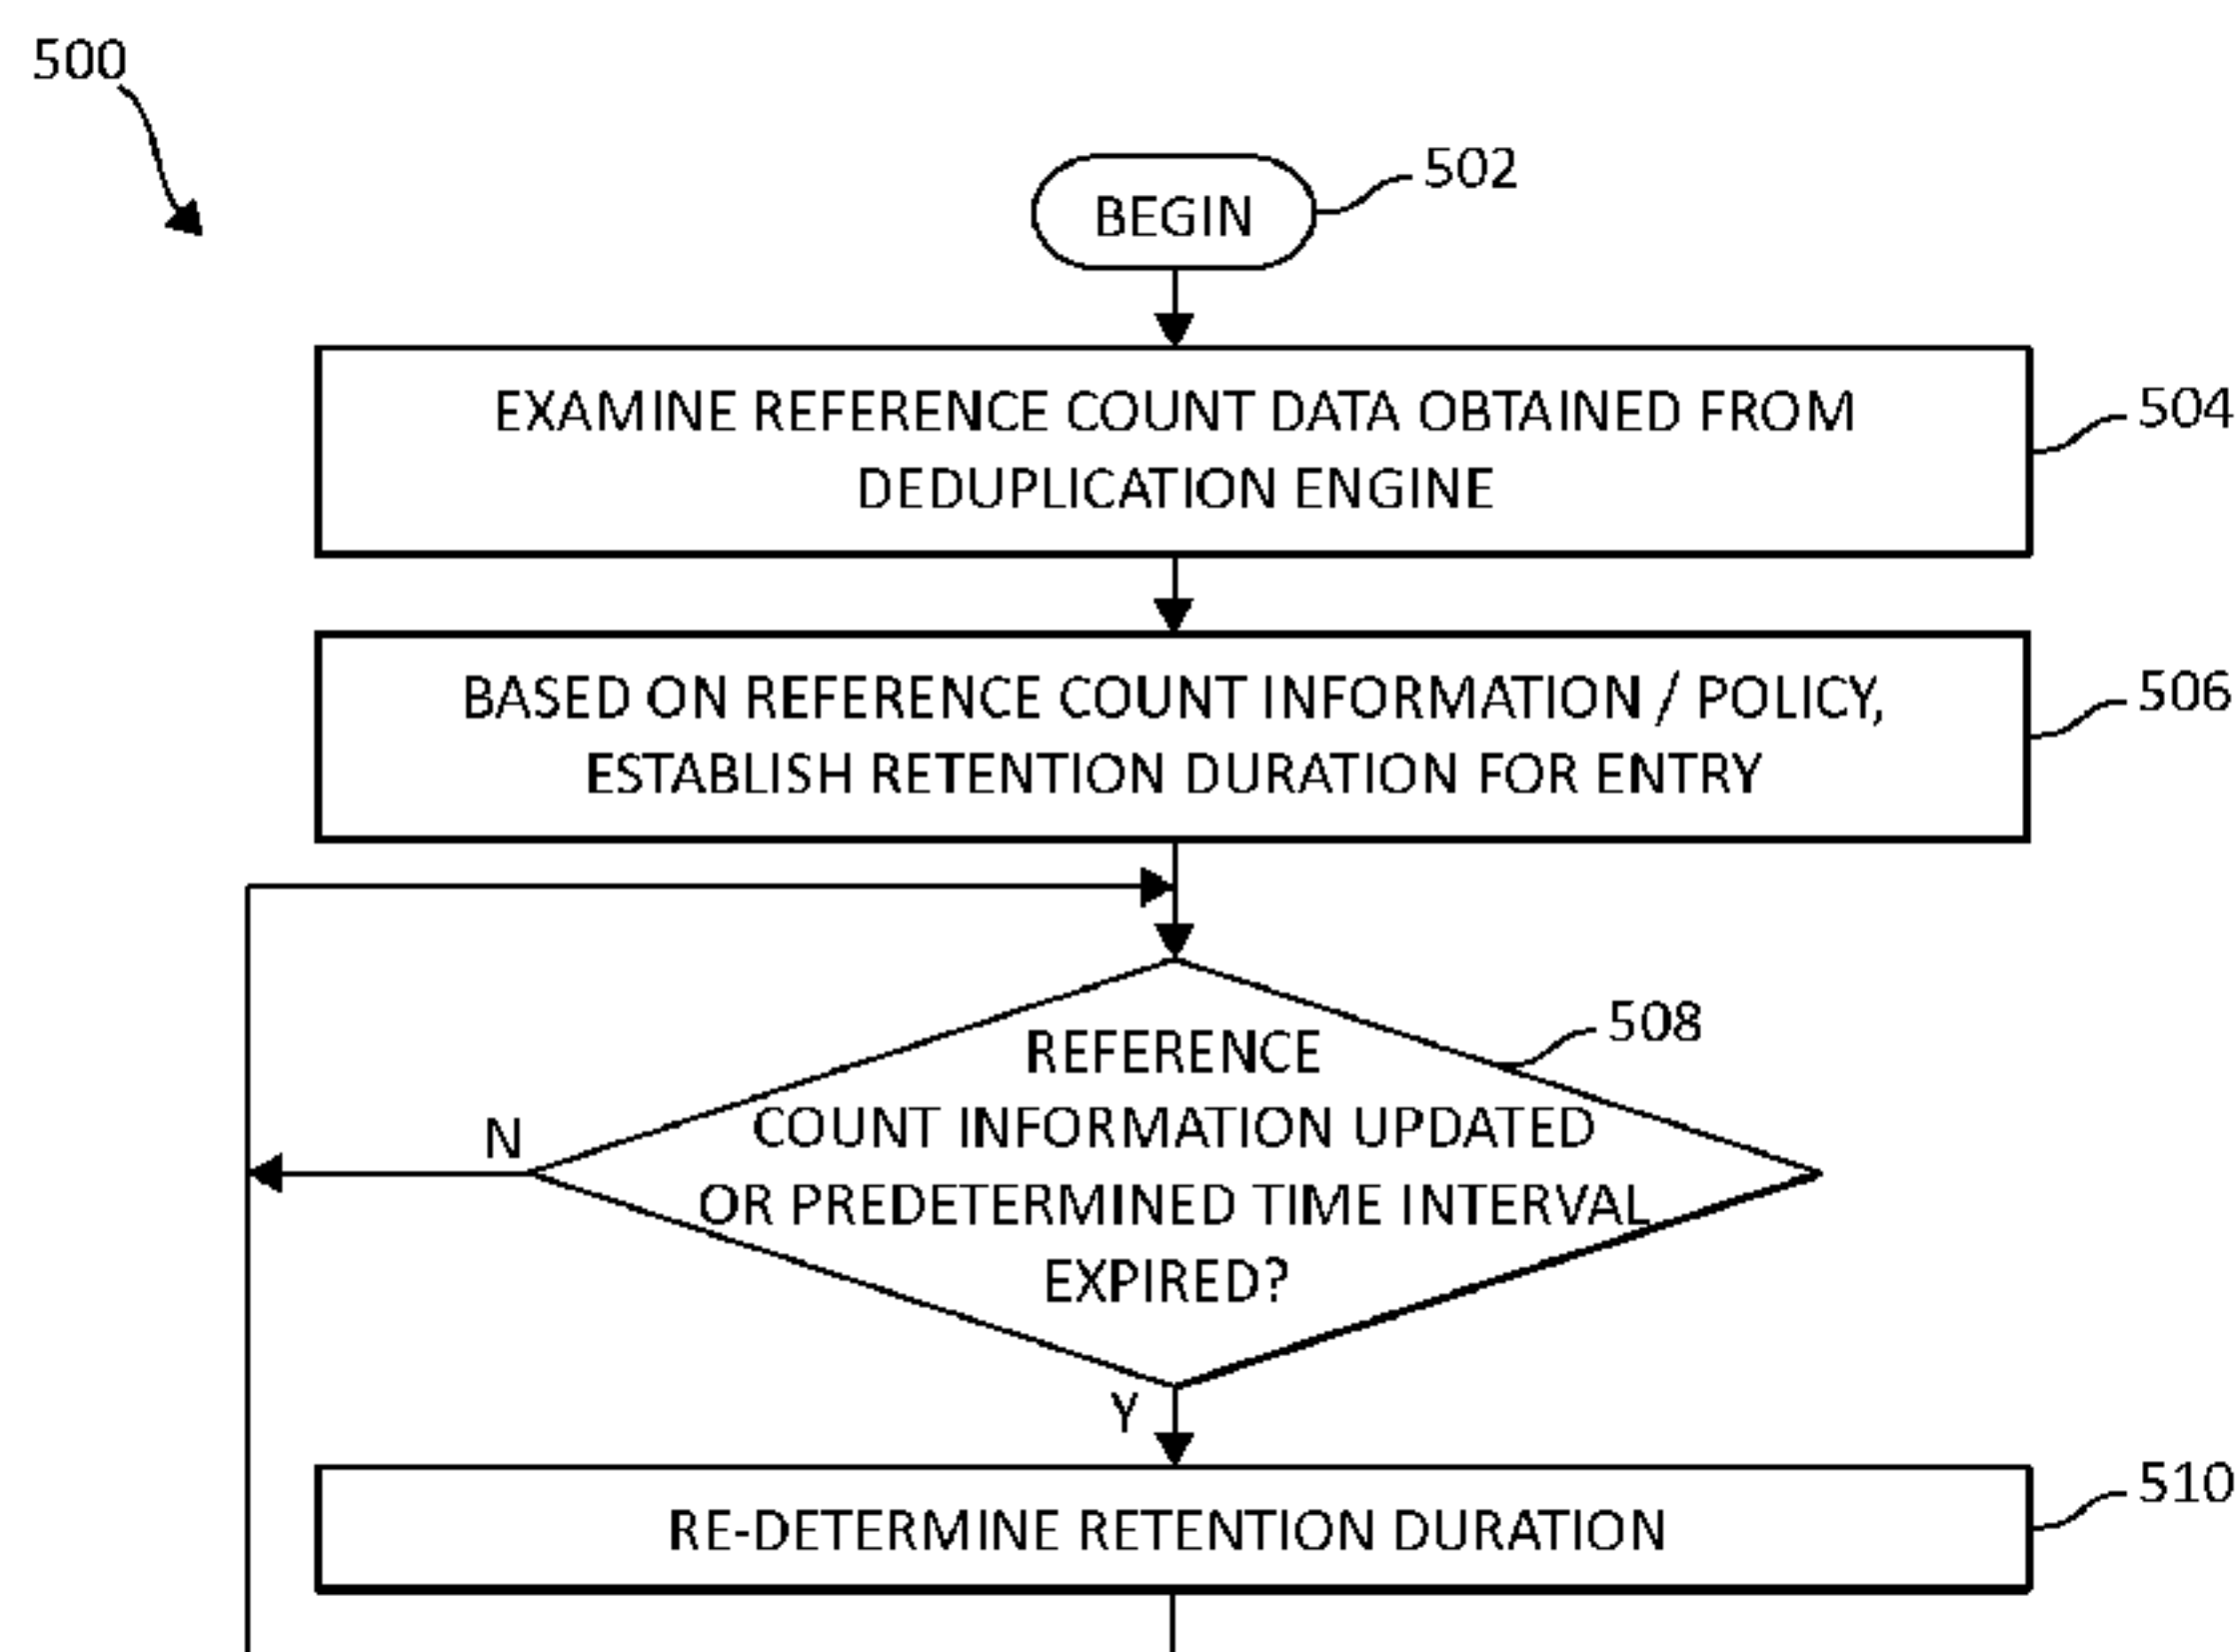 500
BEGIN
502
EXAMINE REFERENCE COUNT DATA OBTAINED FROM
DEDUPLICATION ENGINE
504
BASED ON REFERENCE COUNT INFORMATION / POLICY,
ESTABLISH RETENTION DURATION FOR ENTRY
506
REFERENCE
COUNT INFORMATION UPDATED
OR PREDETERMINED TIME INTERVAL
EXPIRED?
508
N
Y
RE-DETERMINE RETENTION DURATION
510